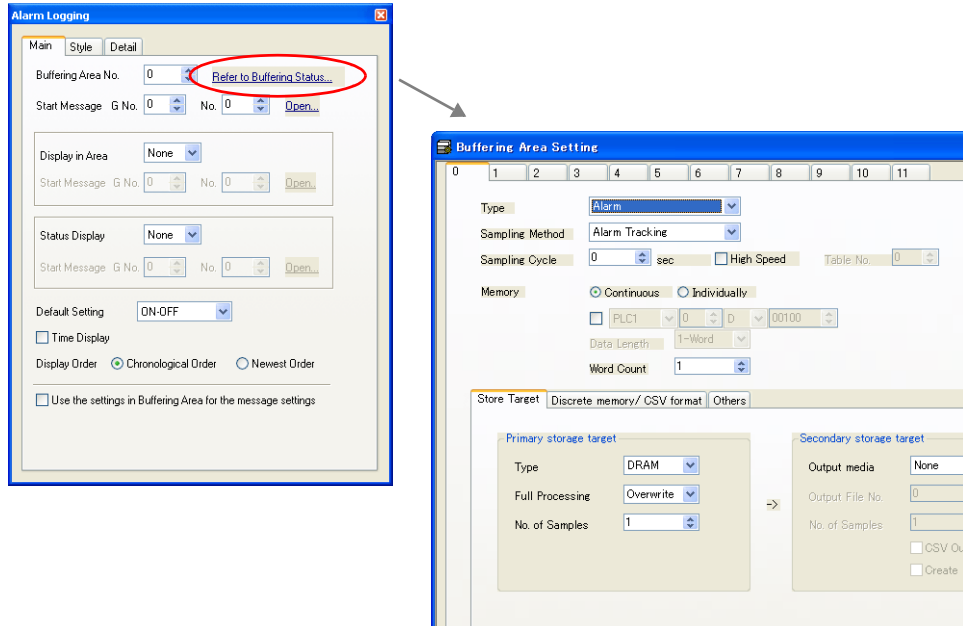 Alarm Logging
Main Style Detail
Buffering Area No. 0 Refer to Buffering Status...
Start Message G No. 0 No. 0 Open...
Display in Area None
Start Message G No. 0 No. 0 Open..
Status Display None
Start Message G No. 0 No. 0 Open...
Default Setting ON-OFF
Time Display
Display Order Chronological Order Newest Order
Use the settings in Buffering Area for the message settings
Buffering Area Setting
0 1 2 3 4 5 6 7 8 9 10 11
Type Alarm
Sampling Method Alarm Tracking
Sampling Cycle 0 sec High Speed Table No. 0
Memory Continuous Individually
PLC1 0 D 00100
Data Length 1-Word
Word Count 1
Store Target Discrete memory/ CSV format Others
Primary storage target
Type DRAM
Full Processing Overwrite
No. of Samples 1
->
Secondary storage target
Output media None
Output File No. 0
No. of Samples 1
CSV Ou
Create